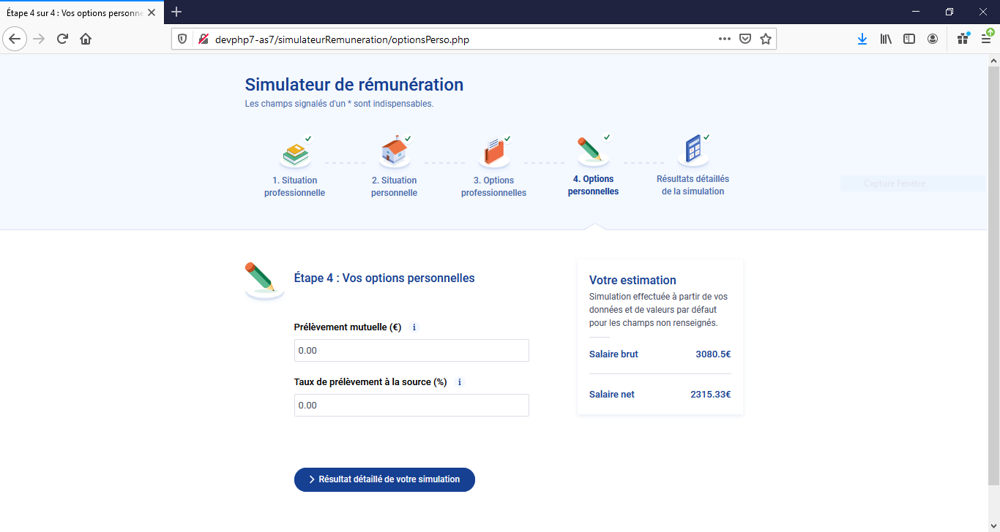 Étape 4 sur 4 : Vos options personne
devphp7-as7/simulateurRemuneration/optionsPerso.php
Simulateur de rémunération
Les champs signalés d'un * sont indispensables.
1. Situation
professionnelle
2. Situation
personnelle
3. Options
professionnelles
4. Options
personnelles
Résultats détaillés
de la simulation
Capture Fenêtre
Étape 4 : Vos options personnelles
Prélèvement mutuelle (€) i
0.00
Taux de prélèvement à la source (%) i
0.00
Résultat détaillé de votre simulation
Votre estimation
Simulation effectuée à partir de vos
données et de valeurs par défaut
pour les champs non renseignés.
Salaire brut 3080.5€
Salaire net 2315.33€